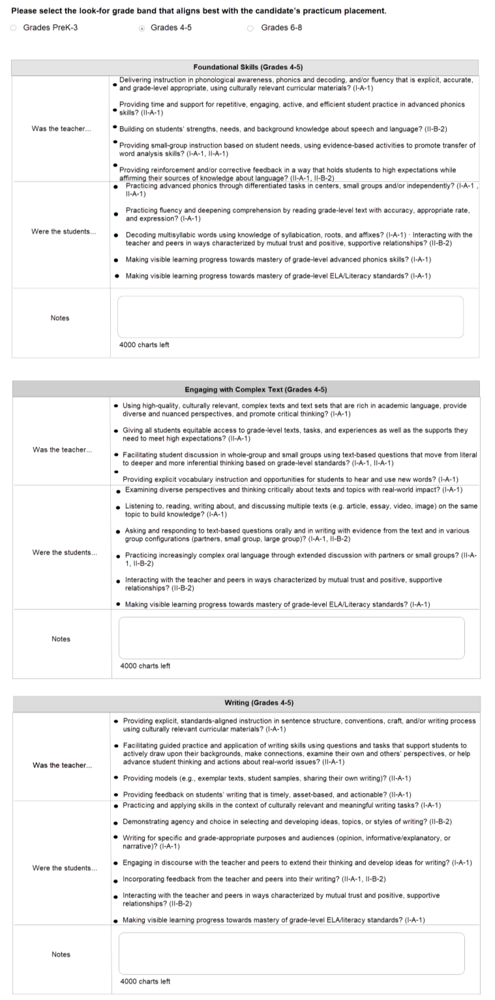 Please select the look-for grade band that aligns best with the candidate's practicum placement.
Grades PreK-3 Grades 4-5 Grades 6-8
Foundational Skills (Grades 4-5)
Was the teacher...
• Delivering instruction in phonological awareness, phonics and decoding, and/or fluency that is explicit, accurate,
and grade-level appropriate, using culturally relevant curricular materials? (I-A-1)
• Providing time and support for repetitive, engaging, active, and efficient student practice in advanced phonics
skills? (II-A-1)
• Building on students' strengths, needs, and background knowledge about speech and language? (II-B-2)
• Providing small-group instruction based on student needs, using evidence-based activities to promote transfer of
word analysis skills? (I-A-1, II-A-1)
• Providing reinforcement and/or corrective feedback in a way that holds students to high expectations while
affirming their sources of knowledge about language? (II-A-1, II-B-2)
Were the students...
• Practicing advanced phonics through differentiated tasks in centers, small groups and/or independently? (I-A-1 ,
II-A-1)
• Practicing fluency and deepening comprehension by reading grade-level text with accuracy, appropriate rate,
and expression? (I-A-1)
• Decoding multisyllabic words using knowledge of syllabication, roots, and affixes? (I-A-1) · Interacting with the
teacher and peers in ways characterized by mutual trust and positive, supportive relationships? (II-B-2)
• Making visible learning progress towards mastery of grade-level advanced phonics skills? (I-A-1)
• Making visible learning progress towards mastery of grade-level ELA/Literacy standards? (I-A-1)
Notes
4000 charts left
Engaging with Complex Text (Grades 4-5)
Was the teacher...
• Using high-quality, culturally relevant, complex texts and text sets that are rich in academic language, provide
diverse and nuanced perspectives, and promote critical thinking? (I-A-1)
• Giving all students equitable access to grade-level texts, tasks, and experiences as well as the supports they
need to meet high expectations? (II-A-1)
• Facilitating student discussion in whole-group and small groups using text-based questions that move from literal
to deeper and more inferential thinking based on grade-level standards? (I-A-1, II-A-1)
• Providing explicit vocabulary instruction and opportunities for students to hear and use new words? (I-A-1)
Were the students...
• Examining diverse perspectives and thinking critically about texts and topics with real-world impact? (I-A-1)
• Listening to, reading, writing about, and discussing multiple texts (e.g. article, essay, video, image) on the same
topic to build knowledge? (I-A-1)
• Asking and responding to text-based questions orally and in writing with evidence from the text and in various
group configurations (partners, small group, large group)? (I-A-1, II-B-2)
• Practicing increasingly complex oral language through extended discussion with partners or small groups? (II-A-
1, II-B-2)
• Interacting with the teacher and peers in ways characterized by mutual trust and positive, supportive
relationships? (II-B-2)
• Making visible learning progress towards mastery of grade-level ELA/Literacy standards? (I-A-1)
Notes
4000 charts left
Writing (Grades 4-5)
Was the teacher...
• Providing explicit, standards-aligned instruction in sentence structure, conventions, craft, and/or writing process
using culturally relevant curricular materials? (I-A-1)
• Facilitating guided practice and application of writing skills using questions and tasks that support students to
actively draw upon their backgrounds, make connections, examine their own and others' perspectives, or help
advance student thinking and actions about real-world issues? (II-A-1)
• Providing models (e.g., exemplar texts, student samples, sharing their own writing)? (II-A-1)
• Providing feedback on students' writing that is timely, asset-based, and actionable? (II-A-1)
Were the students...
• Practicing and applying skills in the context of culturally relevant and meaningful writing tasks? (I-A-1)
• Demonstrating agency and choice in selecting and developing ideas, topics, or styles of writing? (II-B-2)
• Writing for specific and grade-appropriate purposes and audiences (opinion, informative/explanatory, or
narrative)? (I-A-1)
• Engaging in discourse with the teacher and peers to extend their thinking and develop ideas for writing? (I-A-1)
• Incorporating feedback from the teacher and peers into their writing? (II-A-1, II-B-2)
• Interacting with the teacher and peers in ways characterized by mutual trust and positive, supportive
relationships? (II-B-2)
• Making visible learning progress towards mastery of grade-level ELA/literacy standards? (I-A-1)
Notes
4000 charts left